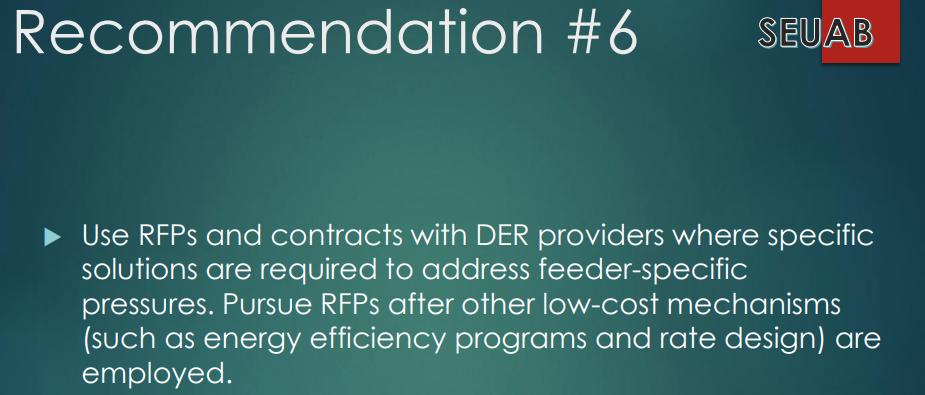 Recommendation #6
SEUAB
Use RFPs and contracts with DER providers where specific
solutions are required to address feeder-specific
pressures. Pursue RFPs after other low-cost mechanisms
(such as energy efficiency programs and rate design) are
employed.